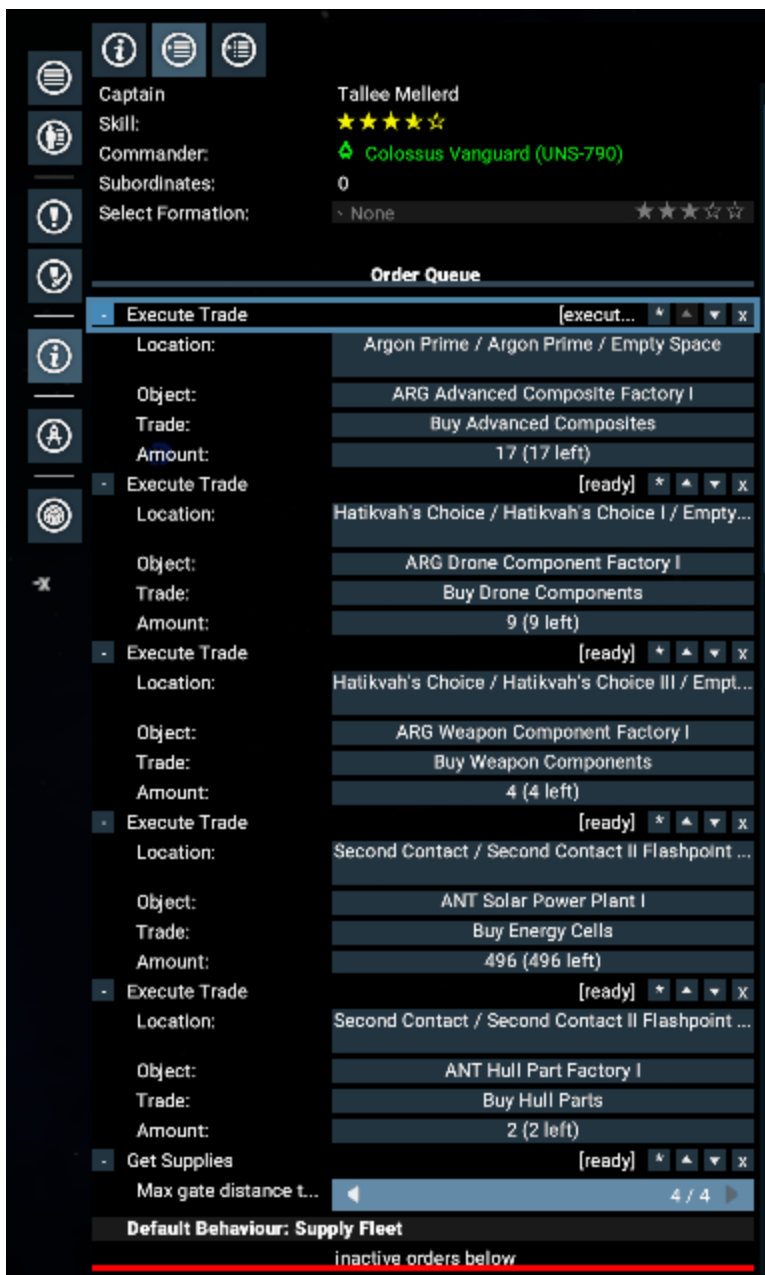 Captain Tallee Mellerd
Skill:
Commander: Colossus Vanguard (UNS-790)
Subordinates: 0
Select Formation: None
Order Queue
- Execute Trade [execut... * x
Location: Argon Prime / Argon Prime / Empty Space
Object: ARG Advanced Composite Factory I
Trade: Buy Advanced Composites
Amount: 17 (17 left)
- Execute Trade [ready] * x
Location: Hatikvah's Choice / Hatikvah's Choice I / Empty...
Object: ARG Drone Component Factory I
Trade: Buy Drone Components
Amount: 9 (9 left)
- Execute Trade [ready] * x
Location: Hatikvah's Choice / Hatikvah's Choice III / Empt...
Object: ARG Weapon Component Factory I
Trade: Buy Weapon Components
Amount: 4 (4 left)
- Execute Trade [ready] * x
Location: Second Contact / Second Contact II Flashpoint ...
Object: ANT Solar Power Plant I
Trade: Buy Energy Cells
Amount: 496 (496 left)
- Execute Trade [ready] * x
Location: Second Contact / Second Contact II Flashpoint ...
Object: ANT Hull Part Factory I
Trade: Buy Hull Parts
Amount: 2 (2 left)
- Get Supplies [ready] * x
Max gate distance t... 4 / 4
Default Behaviour: Supply Fleet
inactive orders below